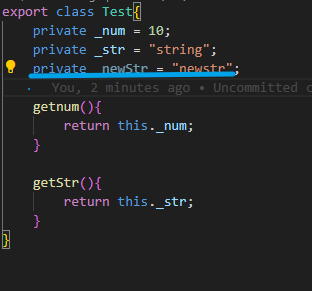 export class Test{
private _num = 10;
private _str = "string";
private _newStr = "newstr";
You, 2 minutes ago • Uncommitted c
getnum(){
return this._num;
}
getStr(){
return this._str;
}
}